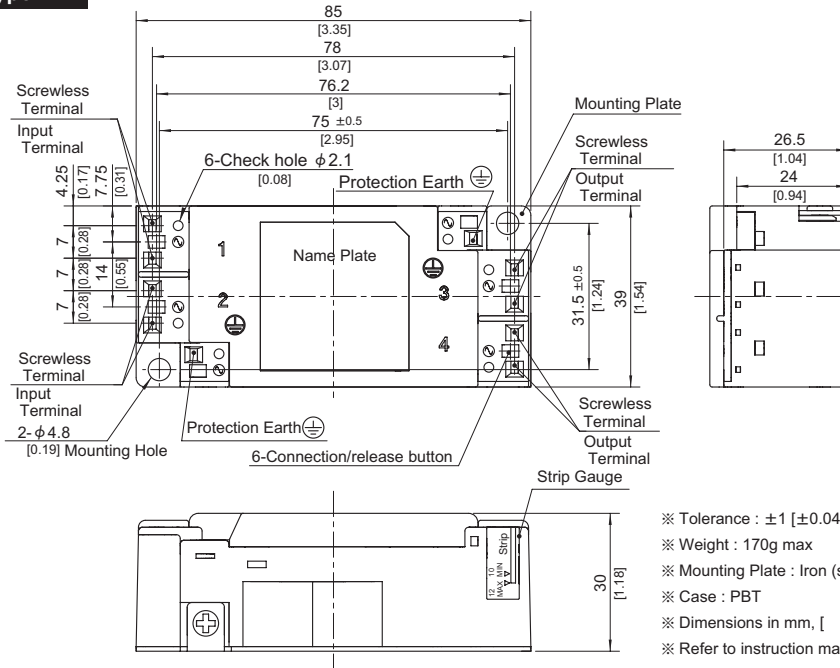 85
[3.35]
78
[3.07]
76.2
[3]
75 ±0.5
[2.95]
Screwless
Terminal
Input
Terminal
6-Check hole φ2.1
[0.08]
Protection Earth
Mounting Plate
Screwless
Terminal
Output
Terminal
26.5
[1.04]
24
[0.94]
4.25
[0.17]
7.75
[0.31]
7
[0.28]
7
[0.28]
14
[0.55]
7
[0.28]
1
2
Name Plate
3
4
31.5 ±0.5
[1.24]
39
[1.54]
Screwless
Terminal
Input
Terminal
2-φ4.8
[0.19] Mounting Hole
Protection Earth
6-Connection/release button
Screwless
Terminal
Output
Terminal
Strip Gauge
Strip
10 MIN
12 MAX
30
[1.18]
※ Tolerance : ±1 [±0.04
※ Weight : 170g max
※ Mounting Plate : Iron (s
※ Case : PBT
※ Dimensions in mm, [
※ Refer to instruction ma